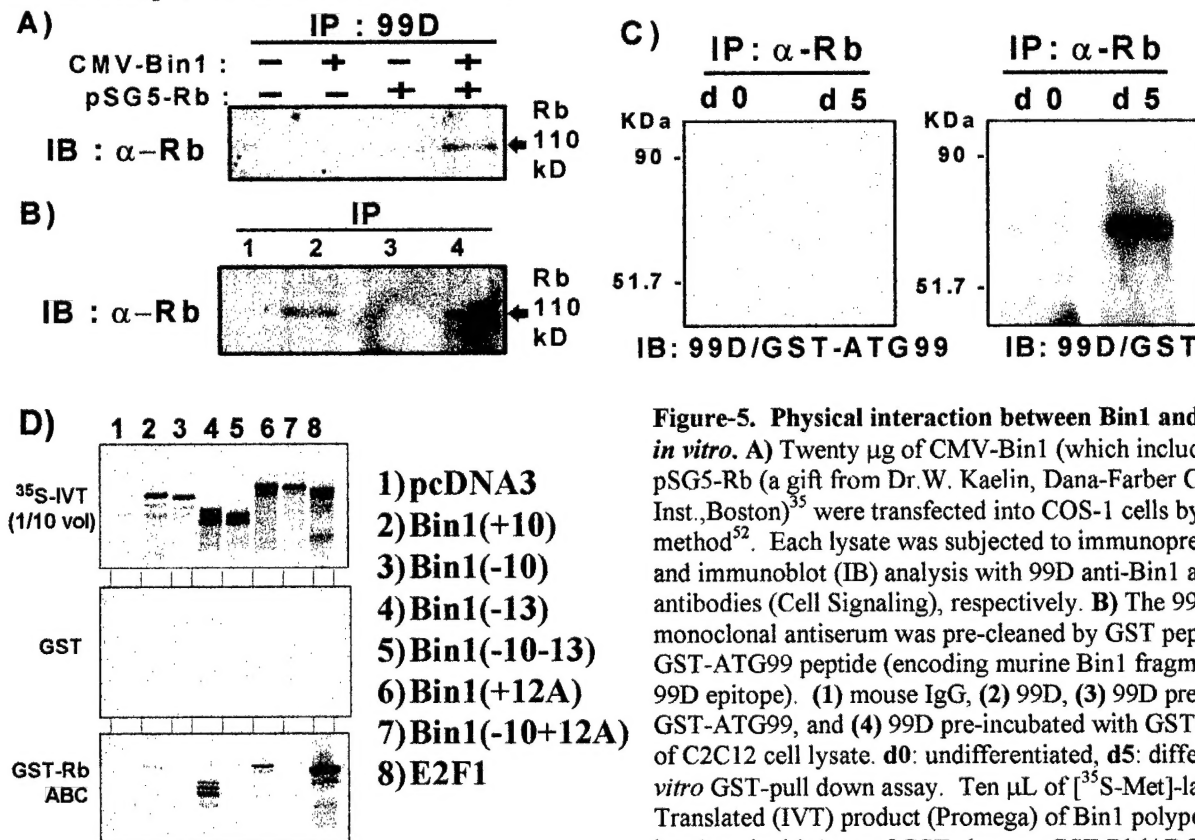 A)
IP : 99D
CMV-Bin1 : − + − +
pSG5-Rb : − − + +
IB : α-Rb
Rb
110
kD
B)
IP
1 2 3 4
IB : α-Rb
Rb
110
kD
C)
IP: α-Rb
d 0 d 5
KDa
90 -
51.7 -
IB: 99D/GST-ATG99
IP: α-Rb
d 0 d 5
KDa
90 -
51.7 -
IB: 99D/GST
D)
1 2 3 4 5 6 7 8
³⁵S-IVT
(1/10 vol)
GST
GST-Rb
ABC
1)pcDNA3
2)Bin1(+10)
3)Bin1(-10)
4)Bin1(-13)
5)Bin1(-10-13)
6)Bin1(+12A)
7)Bin1(-10+12A)
8)E2F1
Figure-5. Physical interaction between Bin1 and
in vitro. A) Twenty µg of CMV-Bin1 (which includ
pSG5-Rb (a gift from Dr.W. Kaelin, Dana-Farber C
Inst.,Boston)³⁵ were transfected into COS-1 cells by
method⁵². Each lysate was subjected to immunopre
and immunoblot (IB) analysis with 99D anti-Bin1 a
antibodies (Cell Signaling), respectively. B) The 99
monoclonal antiserum was pre-cleaned by GST pep
GST-ATG99 peptide (encoding murine Bin1 fragm
99D epitope). (1) mouse IgG, (2) 99D, (3) 99D pre
GST-ATG99, and (4) 99D pre-incubated with GST
of C2C12 cell lysate. d0: undifferentiated, d5: diffe
vitro GST-pull down assay. Ten µL of [³⁵S-Met]-la
Translated (IVT) product (Promega) of Bin1 polype